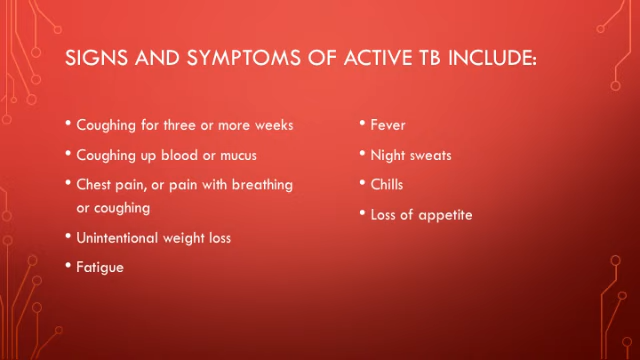 SIGNS AND SYMPTOMS OF ACTIVE TB INCLUDE:
• Coughing for three or more weeks
• Coughing up blood or mucus
• Chest pain, or pain with breathing
or coughing
• Unintentional weight loss
• Fatigue
• Fever
• Night sweats
• Chills
• Loss of appetite